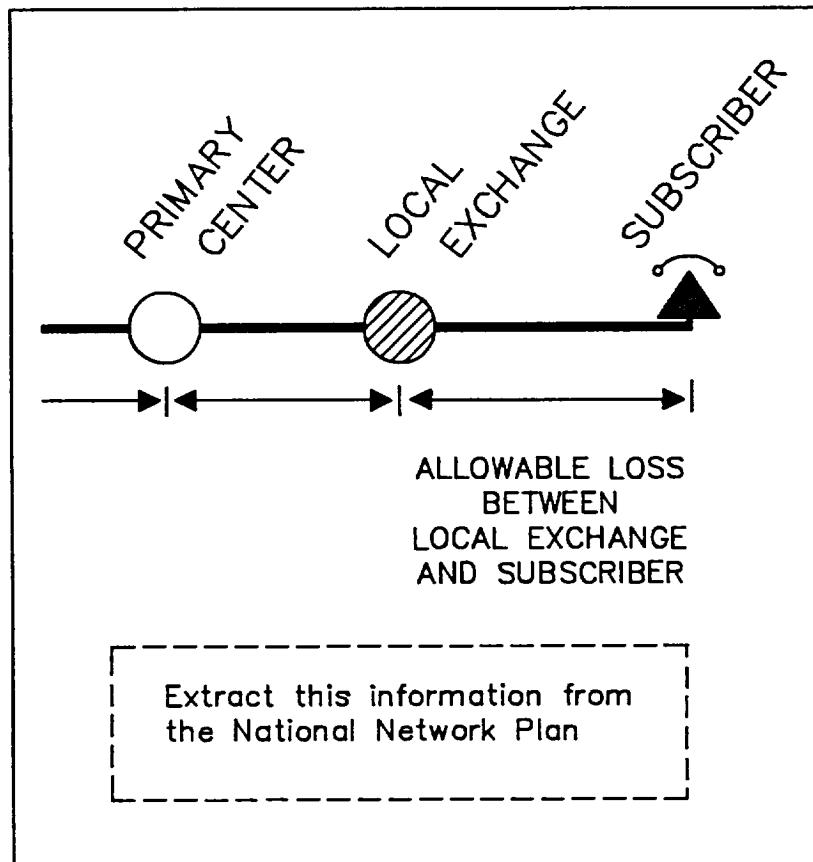 PRIMARY
CENTER
LOCAL
EXCHANGE
SUBSCRIBER
ALLOWABLE LOSS
BETWEEN
LOCAL EXCHANGE
AND SUBSCRIBER
Extract this information from
the National Network Plan